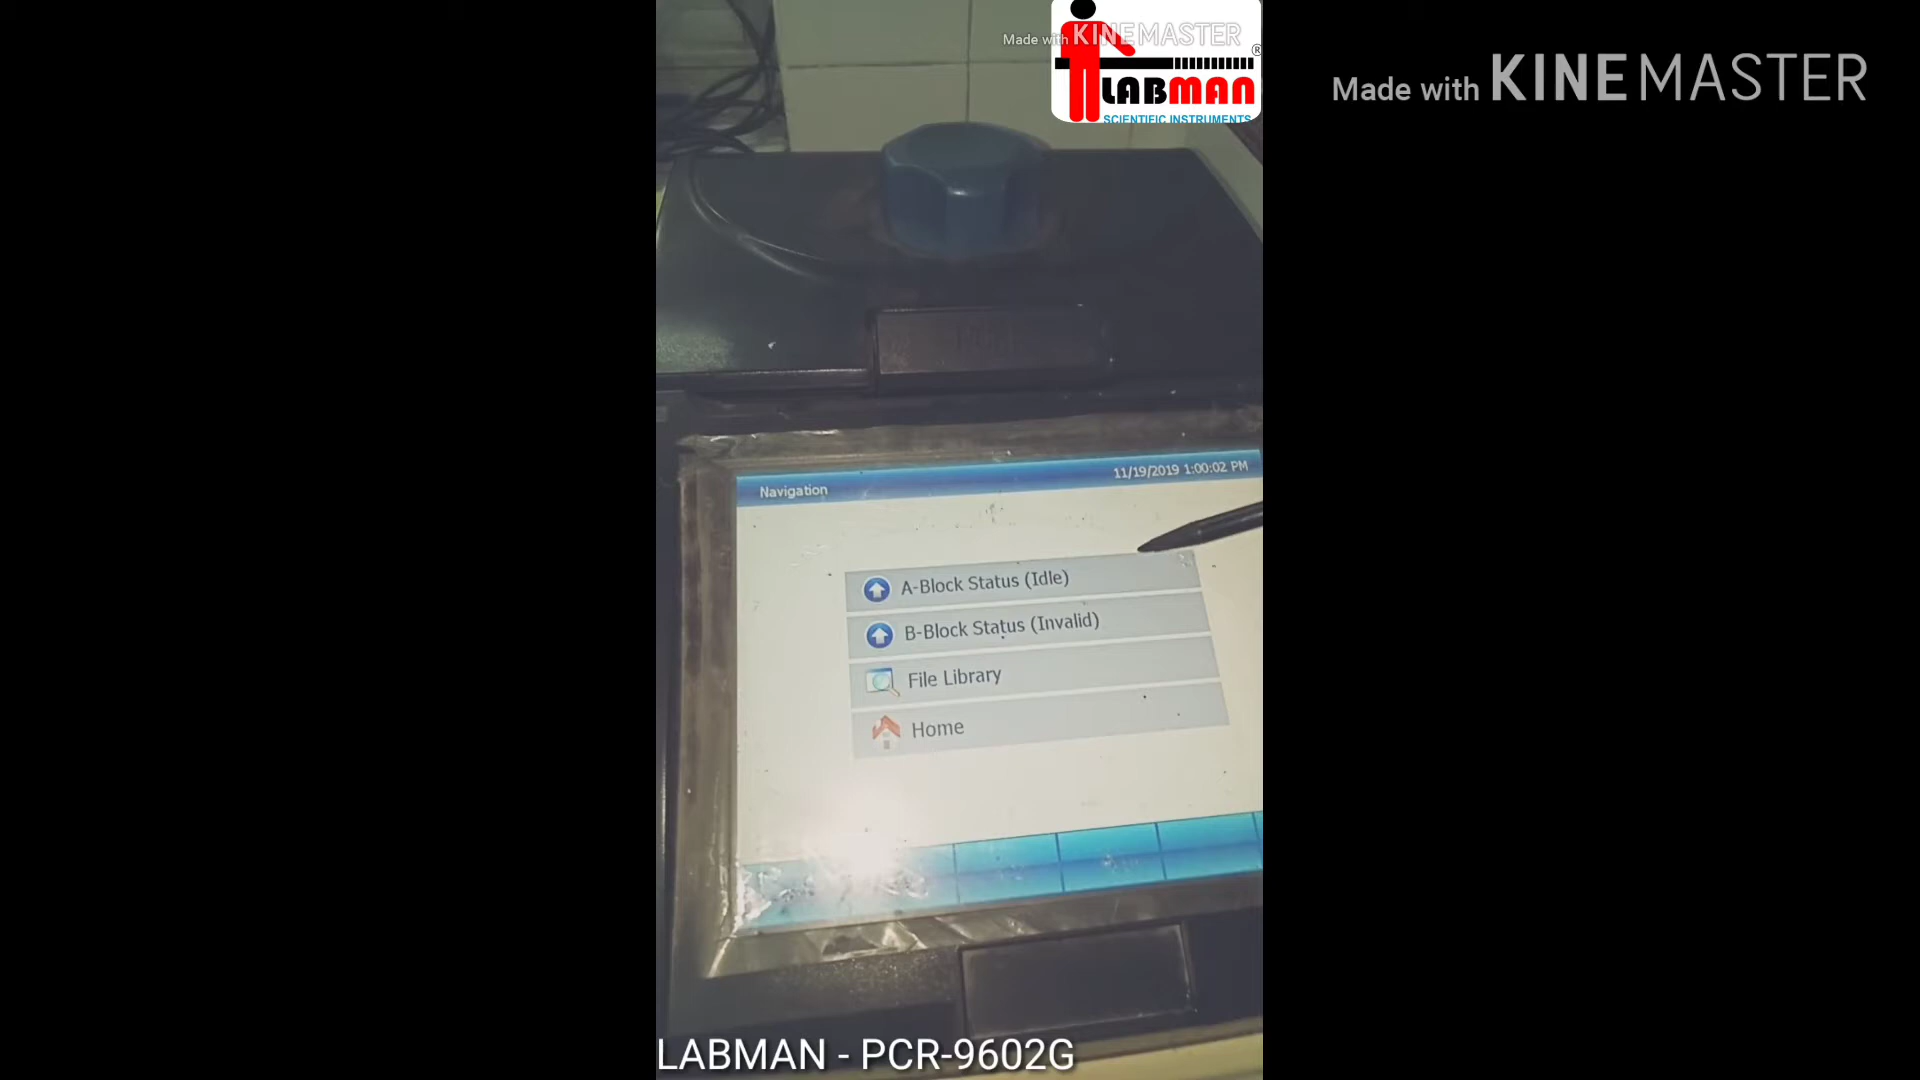 Made with KINEMASTER
Made with KINEMASTER
®
LABMAN
SCIENTIFIC INSTRUMENTS
Navigation
11/19/2019 1:00:02 PM
A-Block Status (Idle)
B-Block Status (Invalid)
File Library
Home
LABMAN - PCR-9602G